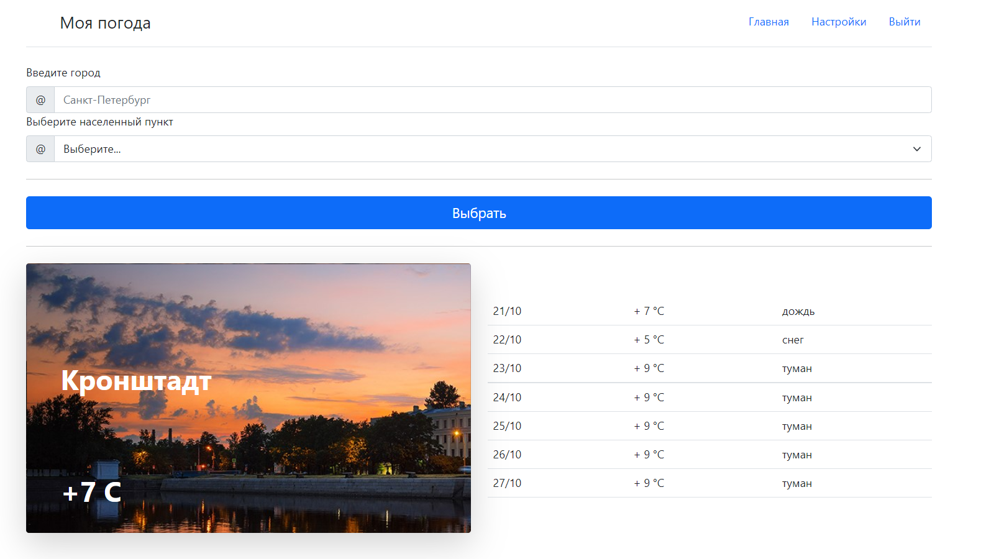 Моя погода
Главная Настройки Выйти
Введите город
@ Санкт-Петербург
Выберите населенный пункт
@ Выберите...
Выбрать
Кронштадт
+7 C
21/10 + 7 °C дождь
22/10 + 5 °C снег
23/10 + 9 °C туман
24/10 + 9 °C туман
25/10 + 9 °C туман
26/10 + 9 °C туман
27/10 + 9 °C туман